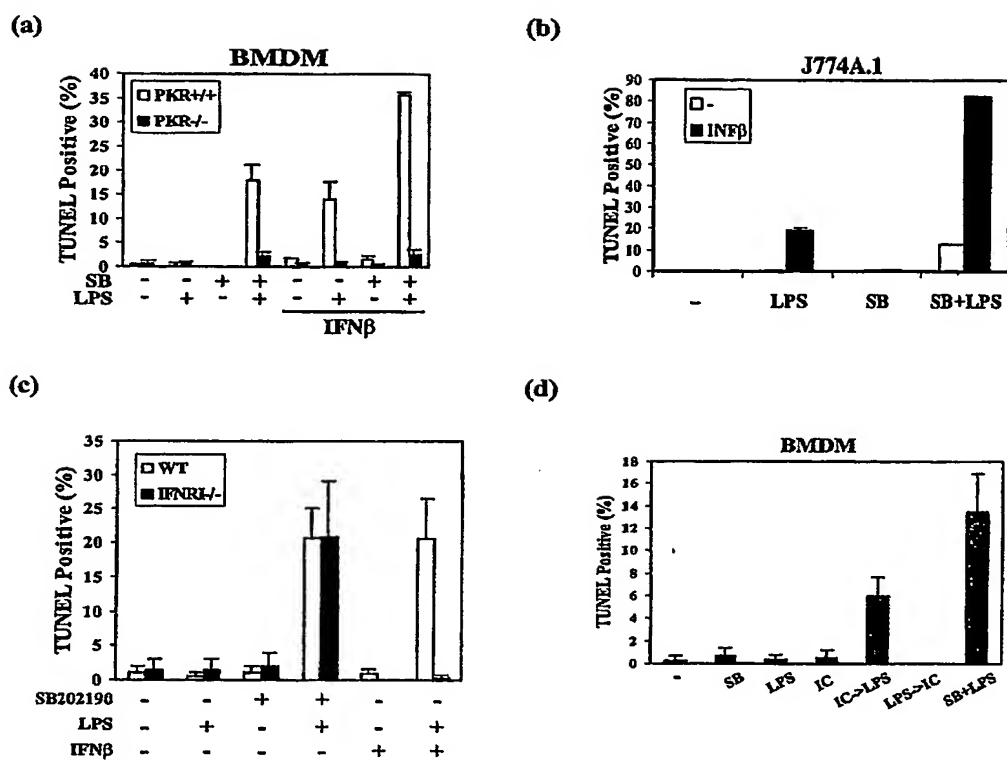 (a)
BMDM
TUNEL Positive (%)
40
35
30
25
20
15
10
5
0
PKR+/+
PKR-/-
SB - - + + - - + +
LPS - + - + - + - +
IFNβ
(b)
J774A.1
TUNEL Positive (%)
90
80
70
60
50
40
30
20
10
0
-
INFβ
- LPS SB SB+LPS
(c)
TUNEL Positive (%)
35
30
25
20
15
10
5
0
WT
IFNRI-/-
SB202190 - - + + - -
LPS - + - + - +
IFNβ - - - - + +
(d)
BMDM
TUNEL Positive (%)
18
16
14
12
10
8
6
4
2
0
- SB LPS IC IC->LPS LPS->IC SB+LPS